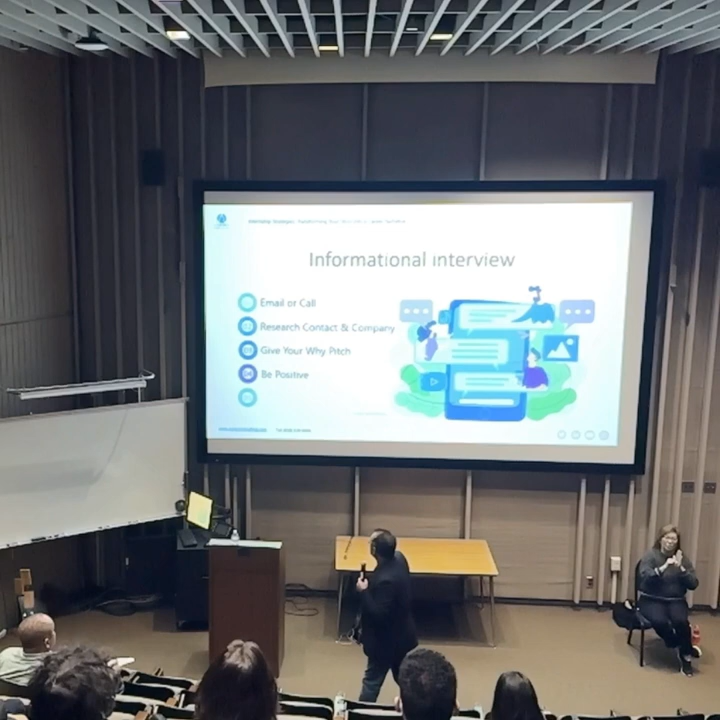 Informational interview
Email or Call
Research Contact & Company
Give Your Why Pitch
Be Positive